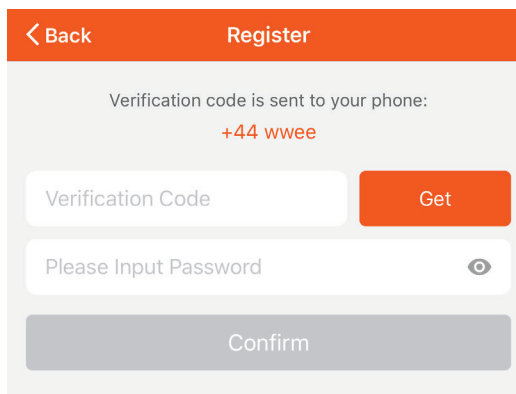 Back Register
Verification code is sent to your phone:
+44 wwee
Verification Code Get
Please Input Password
Confirm